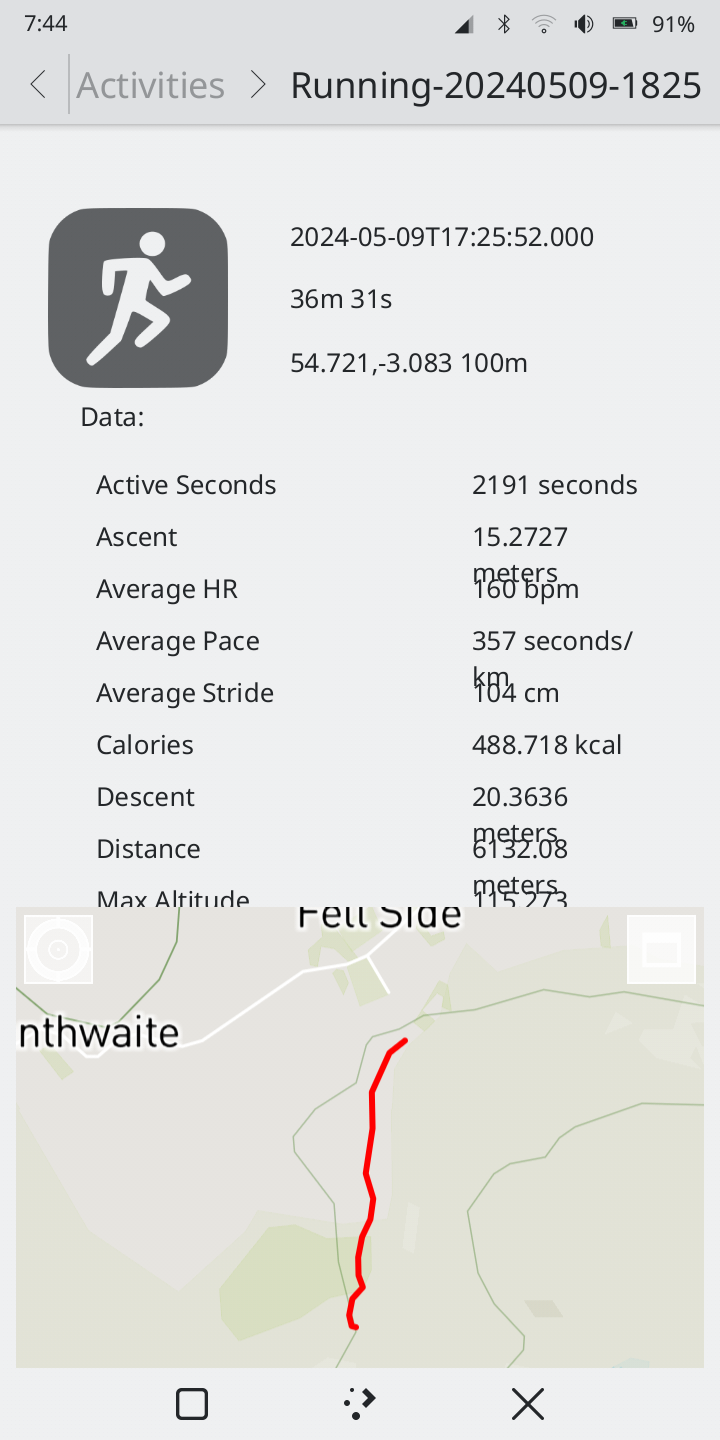 7:44
91%
Activities
Running-20240509-1825
2024-05-09T17:25:52.000
36m 31s
54.721,-3.083 100m
Data:
Active Seconds 2191 seconds
Ascent 15.2727
meters
Average HR 160 bpm
Average Pace 357 seconds/
km
Average Stride 104 cm
Calories 488.718 kcal
Descent 20.3636
meters
Distance 6132.08
meters
Max Altitude 115.273
Fell Side
nthwaite